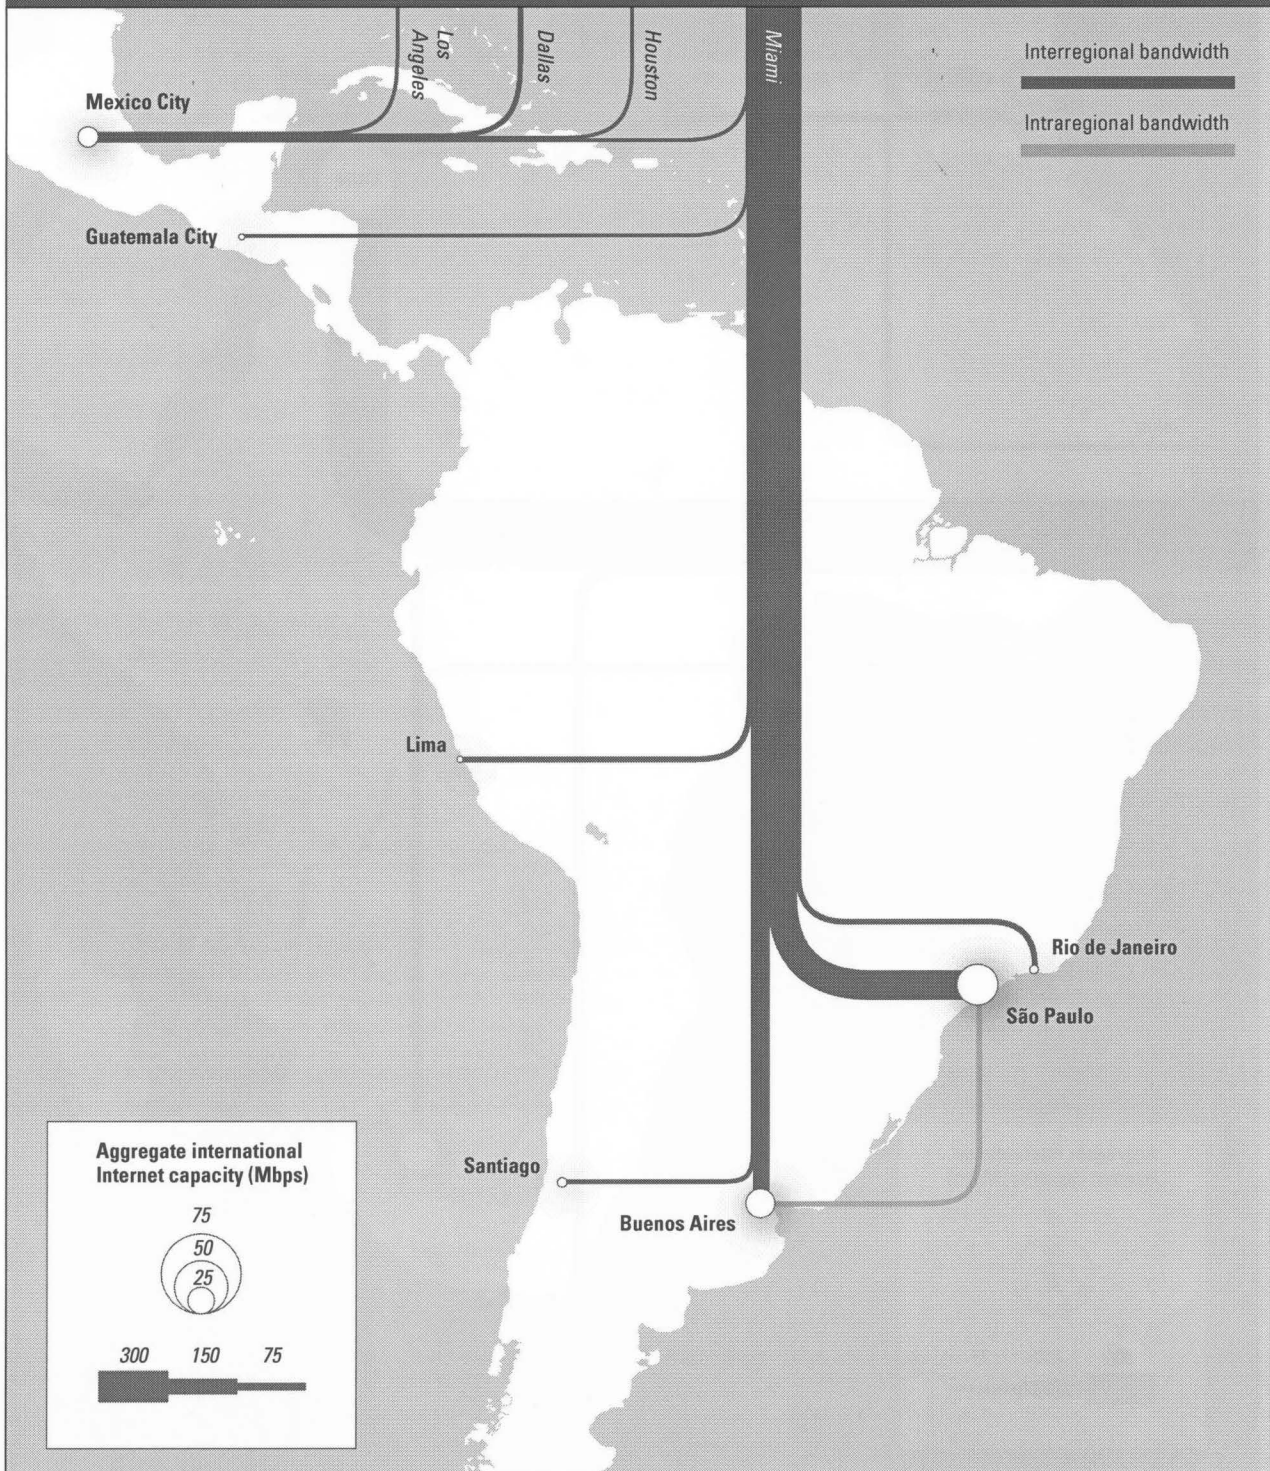 Los
Angeles
Dallas
Houston
Miami
Interregional bandwidth
Intraregional bandwidth
Mexico City
Guatemala City
Lima
Rio de Janeiro
São Paulo
Santiago
Buenos Aires
Aggregate international
Internet capacity (Mbps)
75
50
25
300 150 75